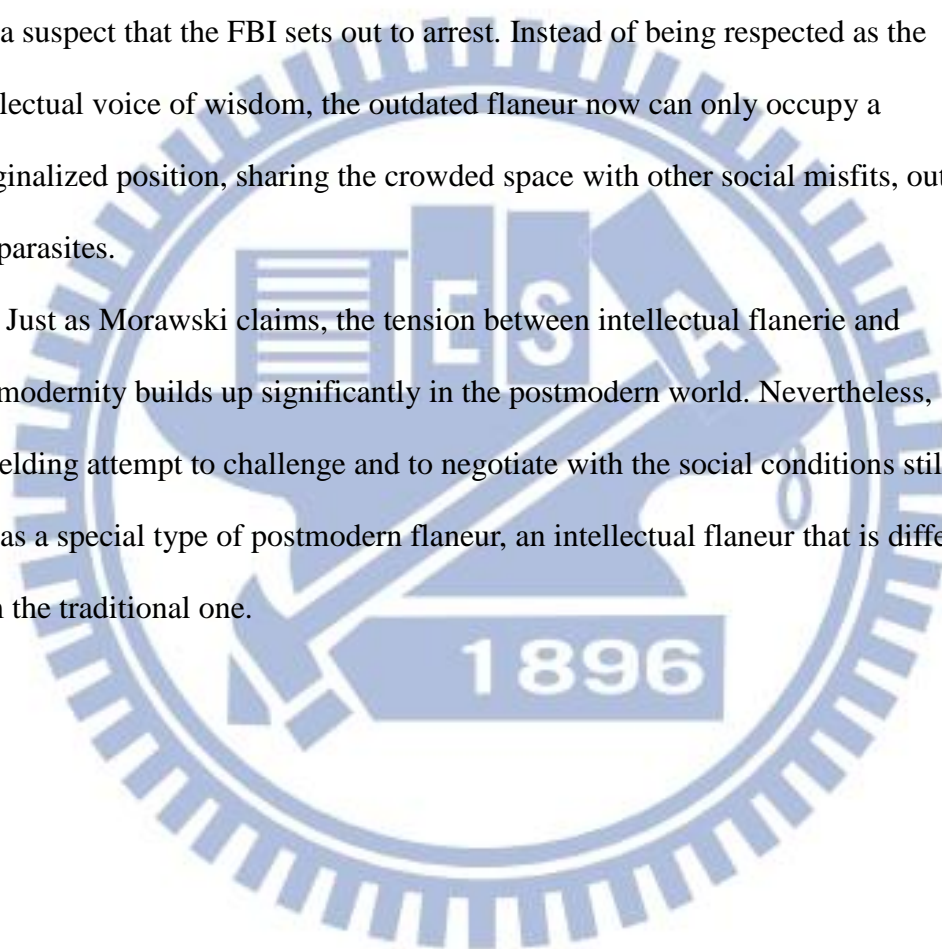 a suspect that the FBI sets out to arrest. Instead of being respected as the
llectual voice of wisdom, the outdated flaneur now can only occupy a
ginalized position, sharing the crowded space with other social misfits, out
parasites.
Just as Morawski claims, the tension between intellectual flanerie and
modernity builds up significantly in the postmodern world. Nevertheless,
elding attempt to challenge and to negotiate with the social conditions stil
as a special type of postmodern flaneur, an intellectual flaneur that is diffe
the traditional one.
E S A
1896